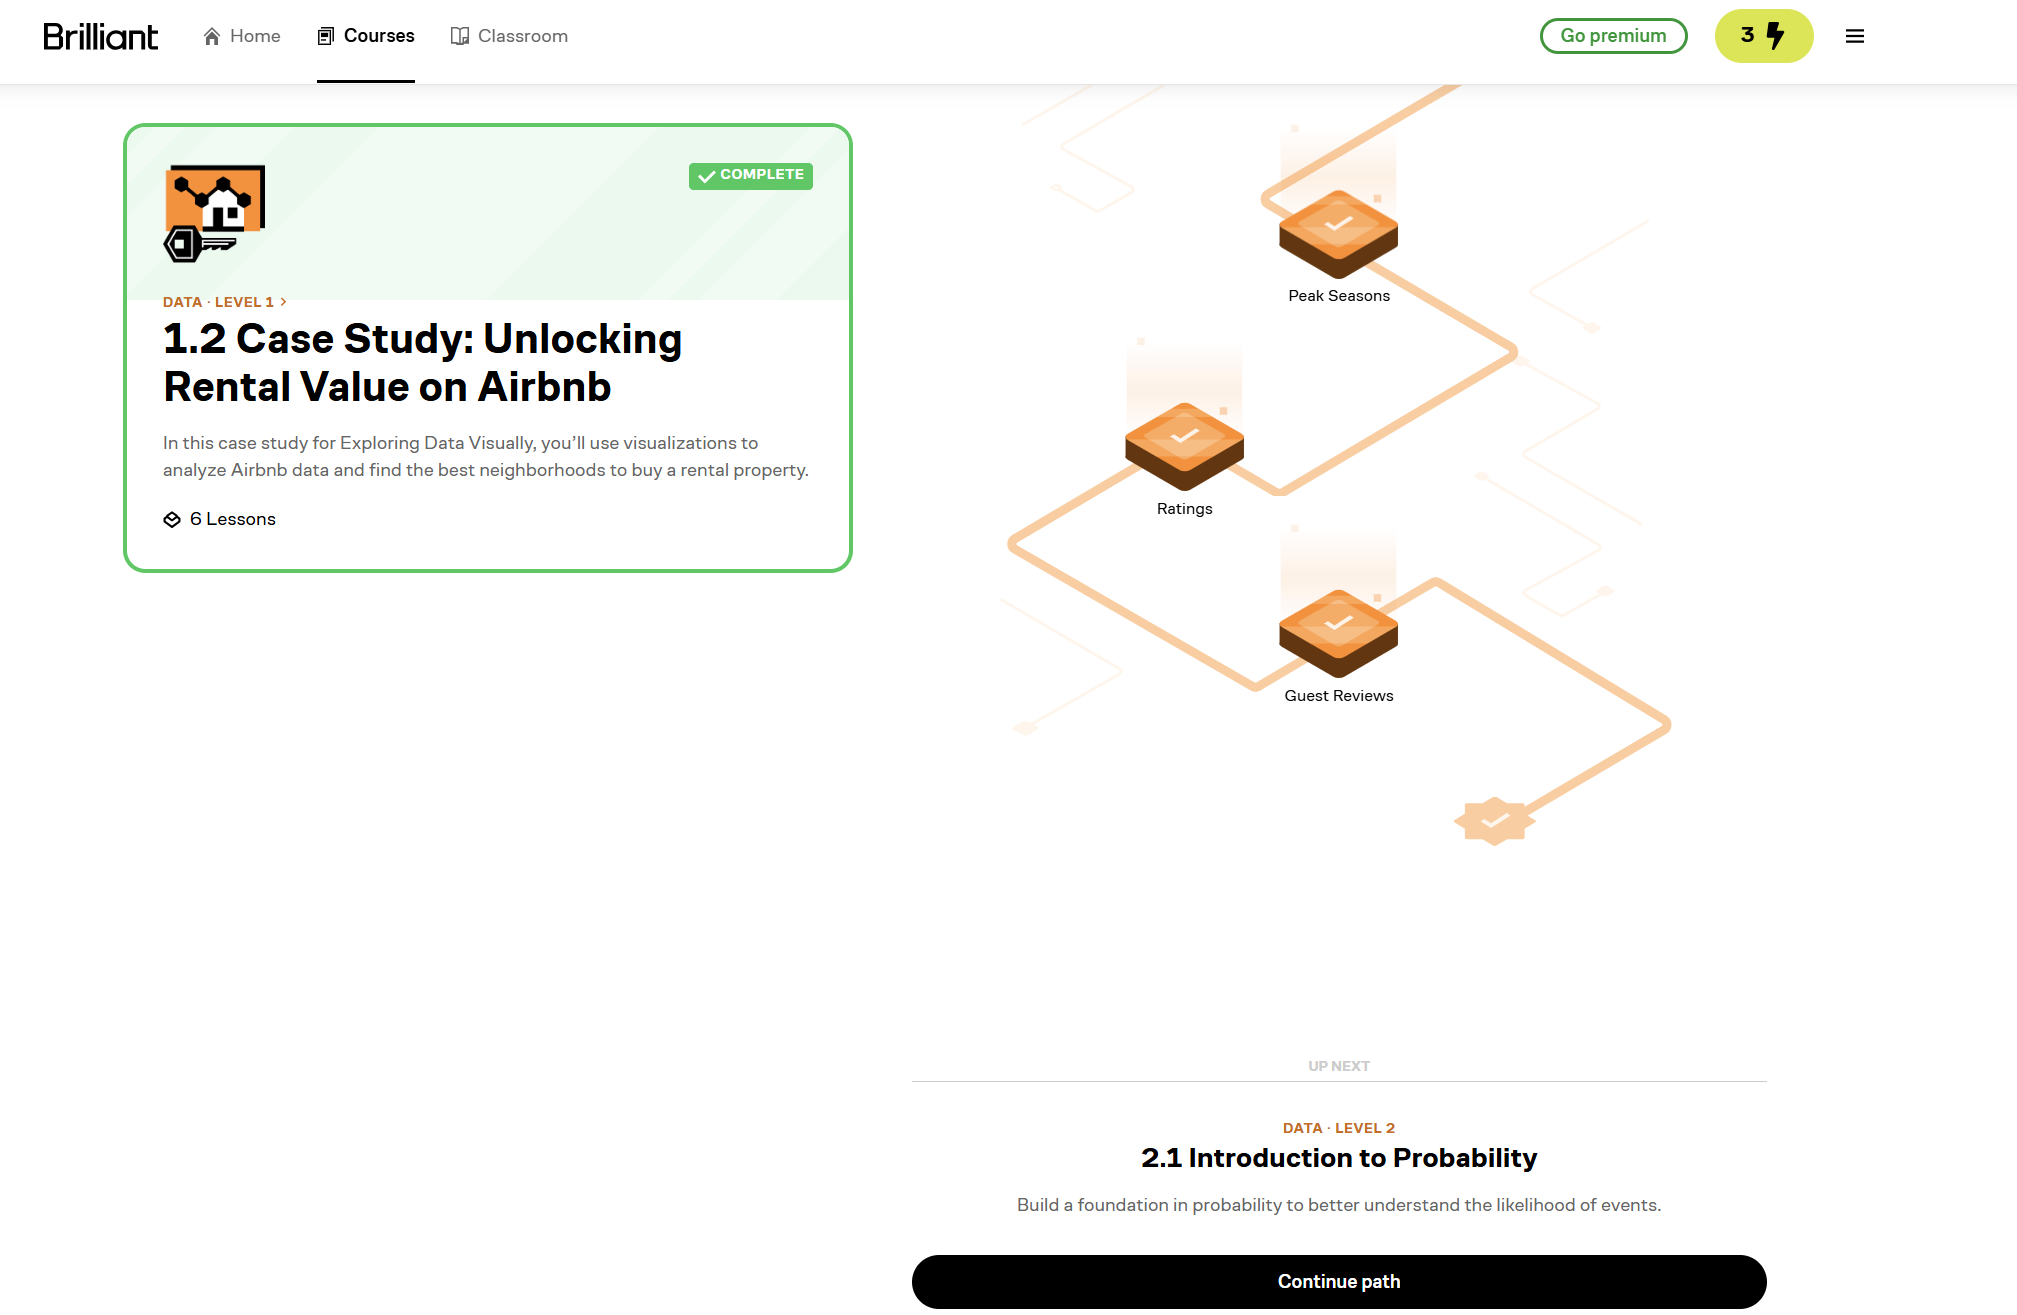 Brilliant
Home
Courses
Classroom
Go premium
3
COMPLETE
DATA · LEVEL 1 >
1.2 Case Study: Unlocking
Rental Value on Airbnb
In this case study for Exploring Data Visually, you’ll use visualizations to
analyze Airbnb data and find the best neighborhoods to buy a rental property.
6 Lessons
Peak Seasons
Ratings
Guest Reviews
UP NEXT
DATA · LEVEL 2
2.1 Introduction to Probability
Build a foundation in probability to better understand the likelihood of events.
Continue path